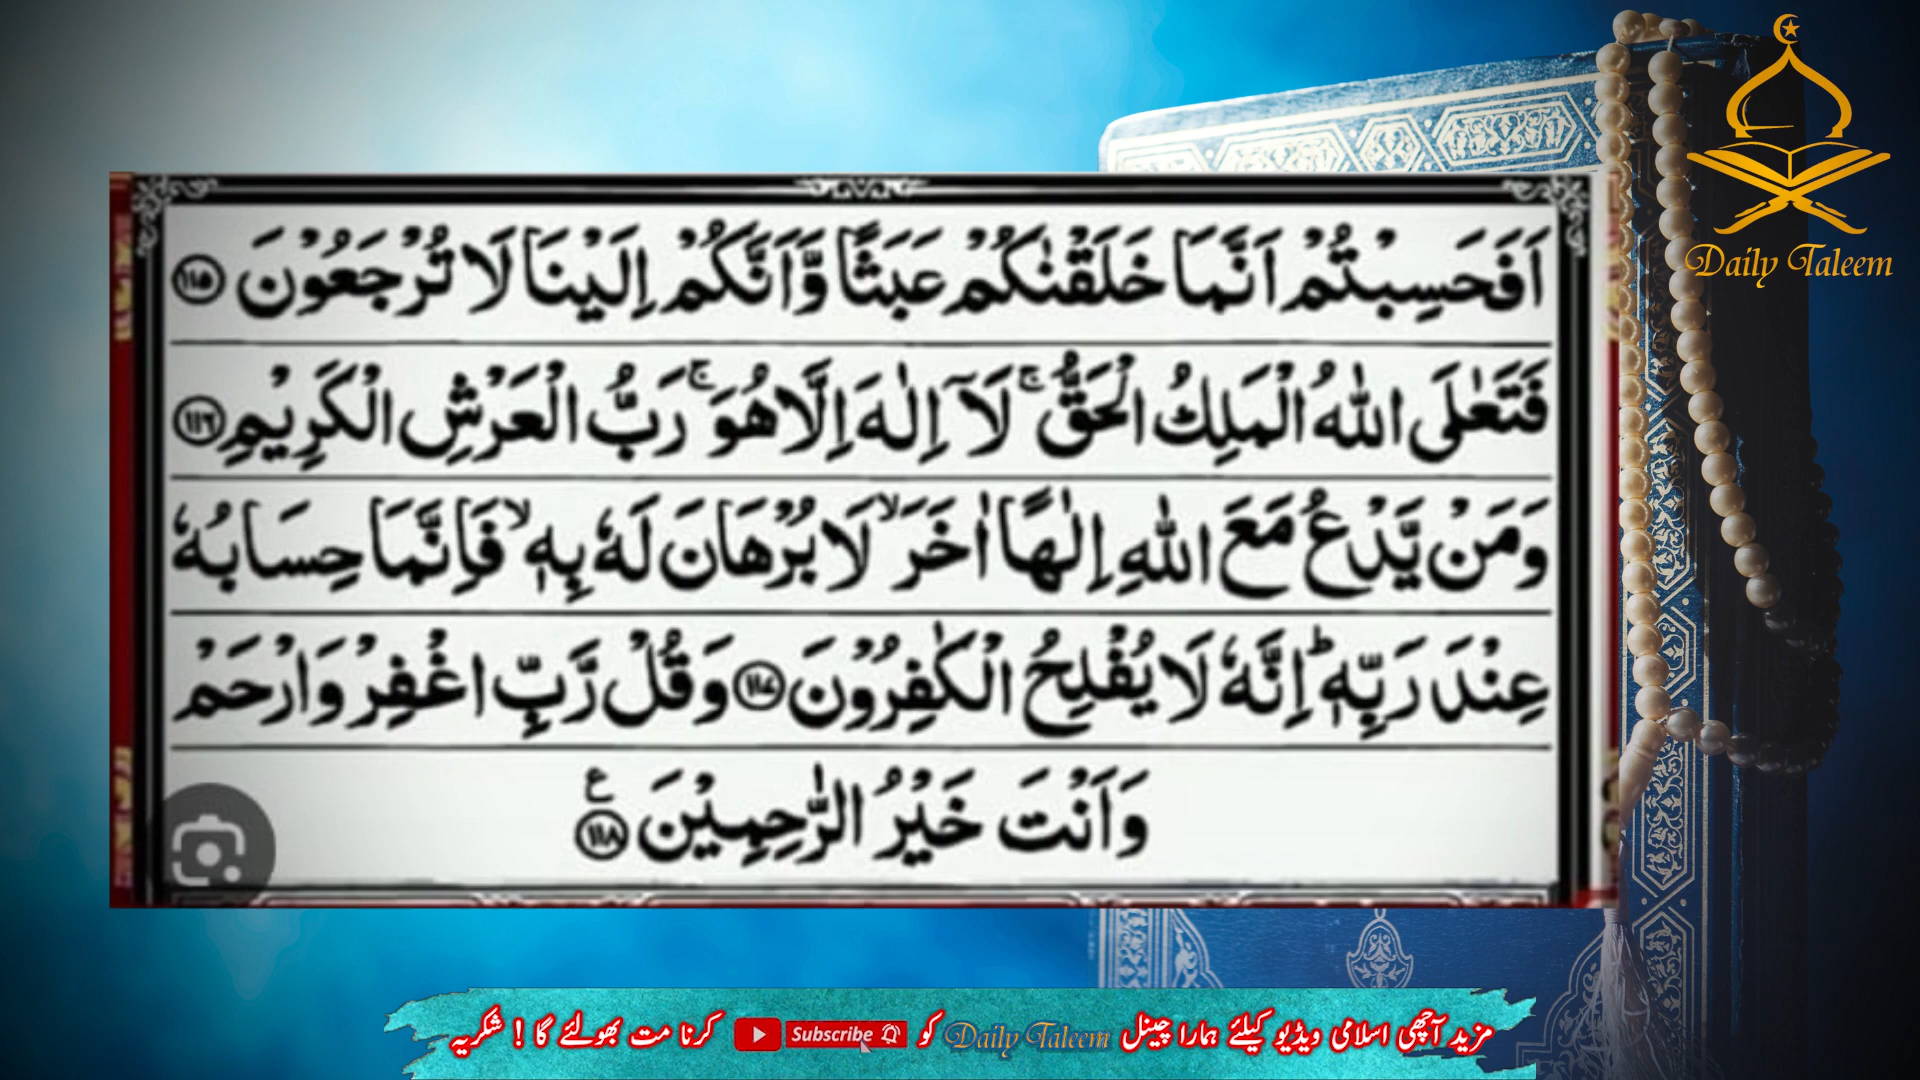 اَفَحَسِبْتُمْ اَنَّمَا خَلَقْنٰكُمْ عَبَثًا وَّاَنَّكُمْ اِلَيْنَا لَا تُرْجَعُوْنَ ۝۱۱۵
فَتَعٰلَى اللّٰهُ الْمَلِكُ الْحَقُّ ۚ لَاۤ اِلٰهَ اِلَّا هُوَ ۚ رَبُّ الْعَرْشِ الْكَرِيْمِ ۝۱۱۶
وَمَنْ يَّدْعُ مَعَ اللّٰهِ اِلٰهًا اٰخَرَ ۙ لَا بُرْهَانَ لَهٗ بِهٖ ۙ فَاِنَّمَا حِسَابُهٗ
عِنْدَ رَبِّهٖ ؕ اِنَّهٗ لَا يُفْلِحُ الْكٰفِرُوْنَ ۝۱۱۷ وَقُلْ رَّبِّ اغْفِرْ وَارْحَمْ
وَاَنْتَ خَيْرُ الرّٰحِمِيْنَ ۝۱۱۸ ع
Daily Taleem
مزید آچھی اسلامی ویڈیو کیلئے ہمارا چینل Daily Taleem کو Subscribe کرنا مت بھولئے گا ! شکریہ